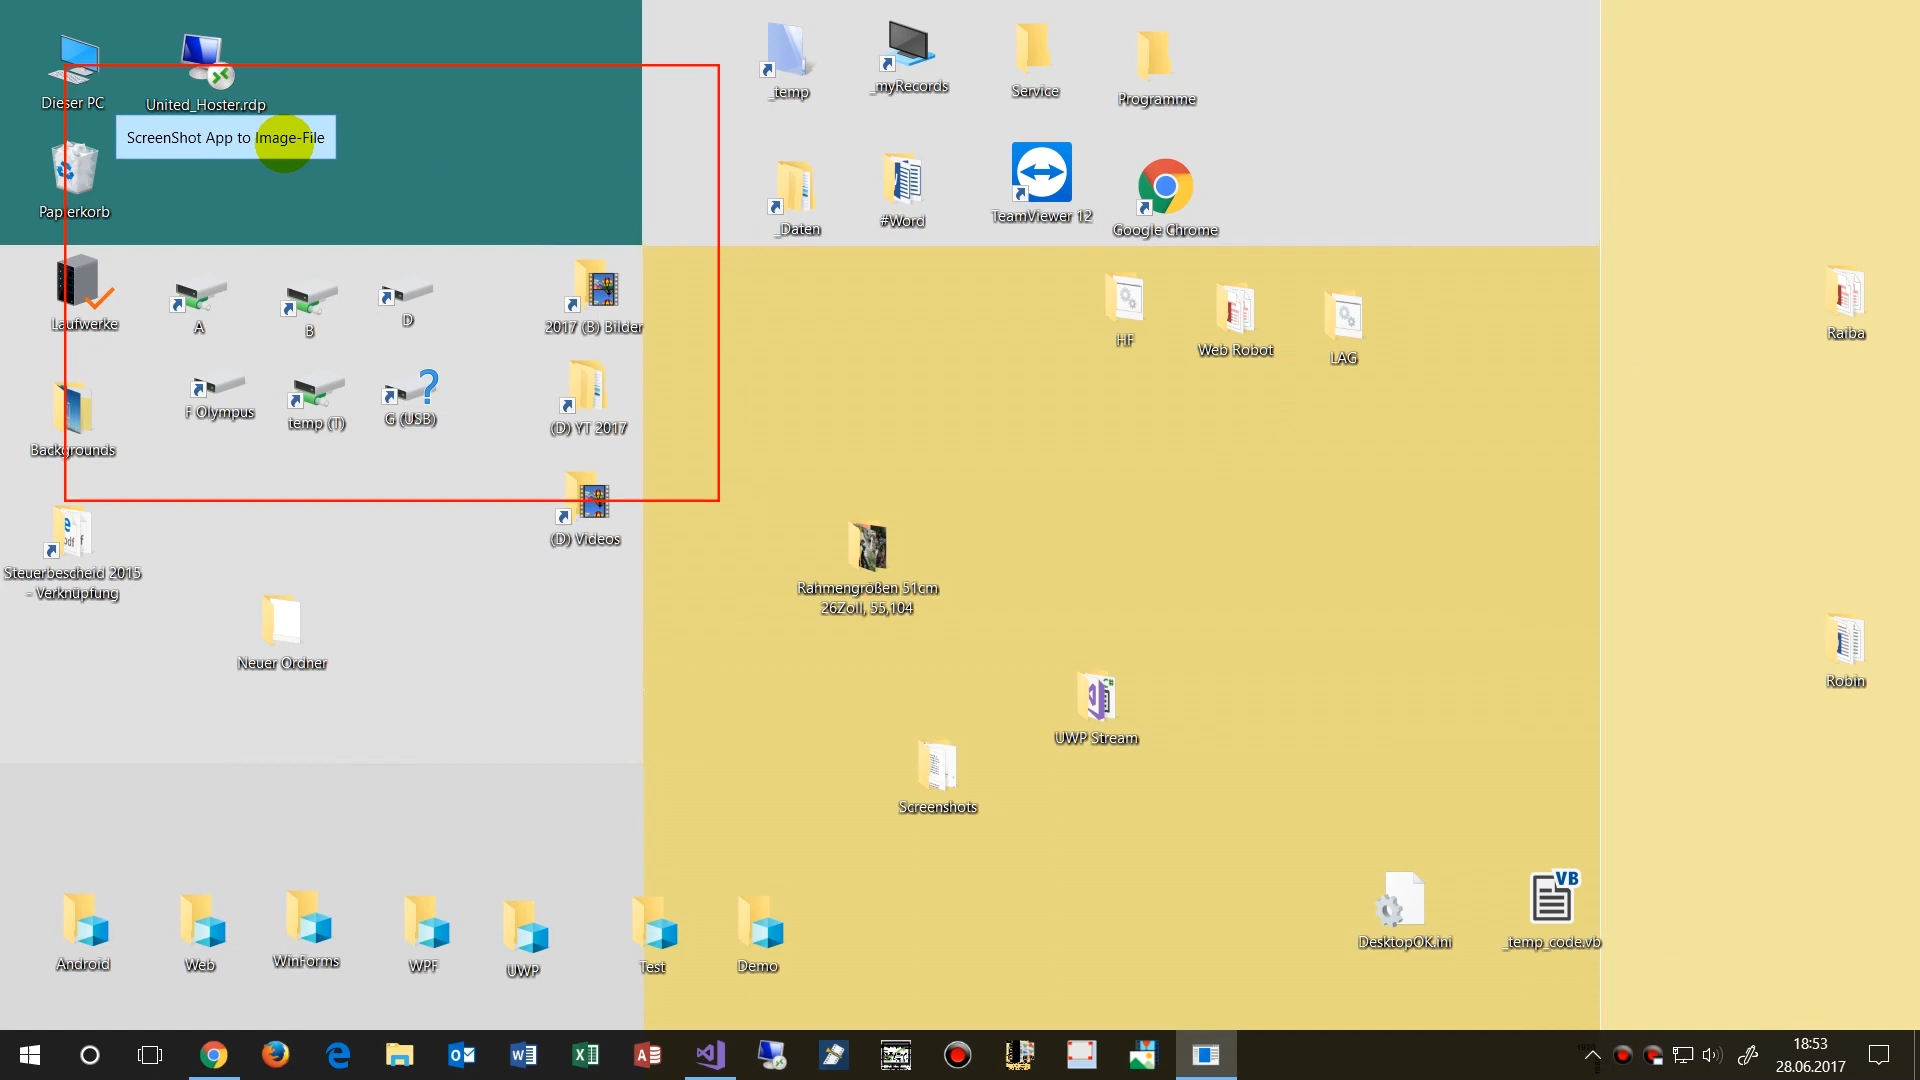 Dieser PC
United_Hoster.rdp
ScreenShot App to Image-File
Papierkorb
_temp
_myRecords
Service
Programme
_Daten
#Word
TeamViewer 12
Google Chrome
Laufwerke
A
B
D
2017 (B) Bilder
HF
Web Robot
LAG
Raiba
F Olympus
temp (T)
G (USB)
(D) YT 2017
Backgrounds
(D) Videos
Steuerbescheid 2015
- Verknüpfung
Rahmengrößen 51cm
26Zoll, 55,104
Neuer Ordner
Robin
UWP Stream
Screenshots
VB
DesktopOK.ini
_temp_code.vb
Android
Web
WinForms
WPF
UWP
Test
Demo
18:53
28.06.2017